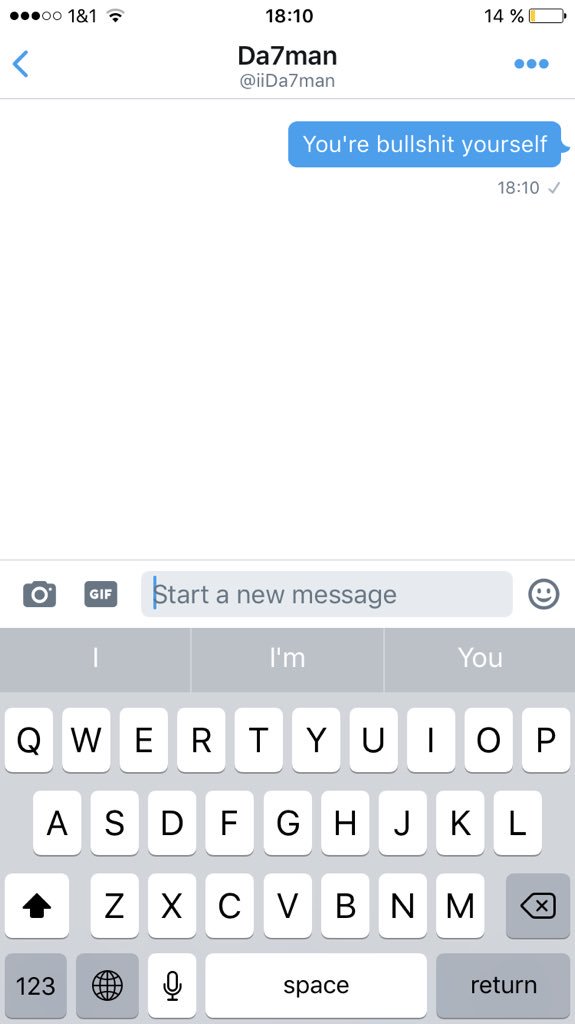 1&1 18:10 14 %
Da7man
@iiDa7man
You're bullshit yourself
18:10
GIF Start a new message
I I'm You
Q W E R T Y U I O P
A S D F G H J K L
Z X C V B N M
123 space return